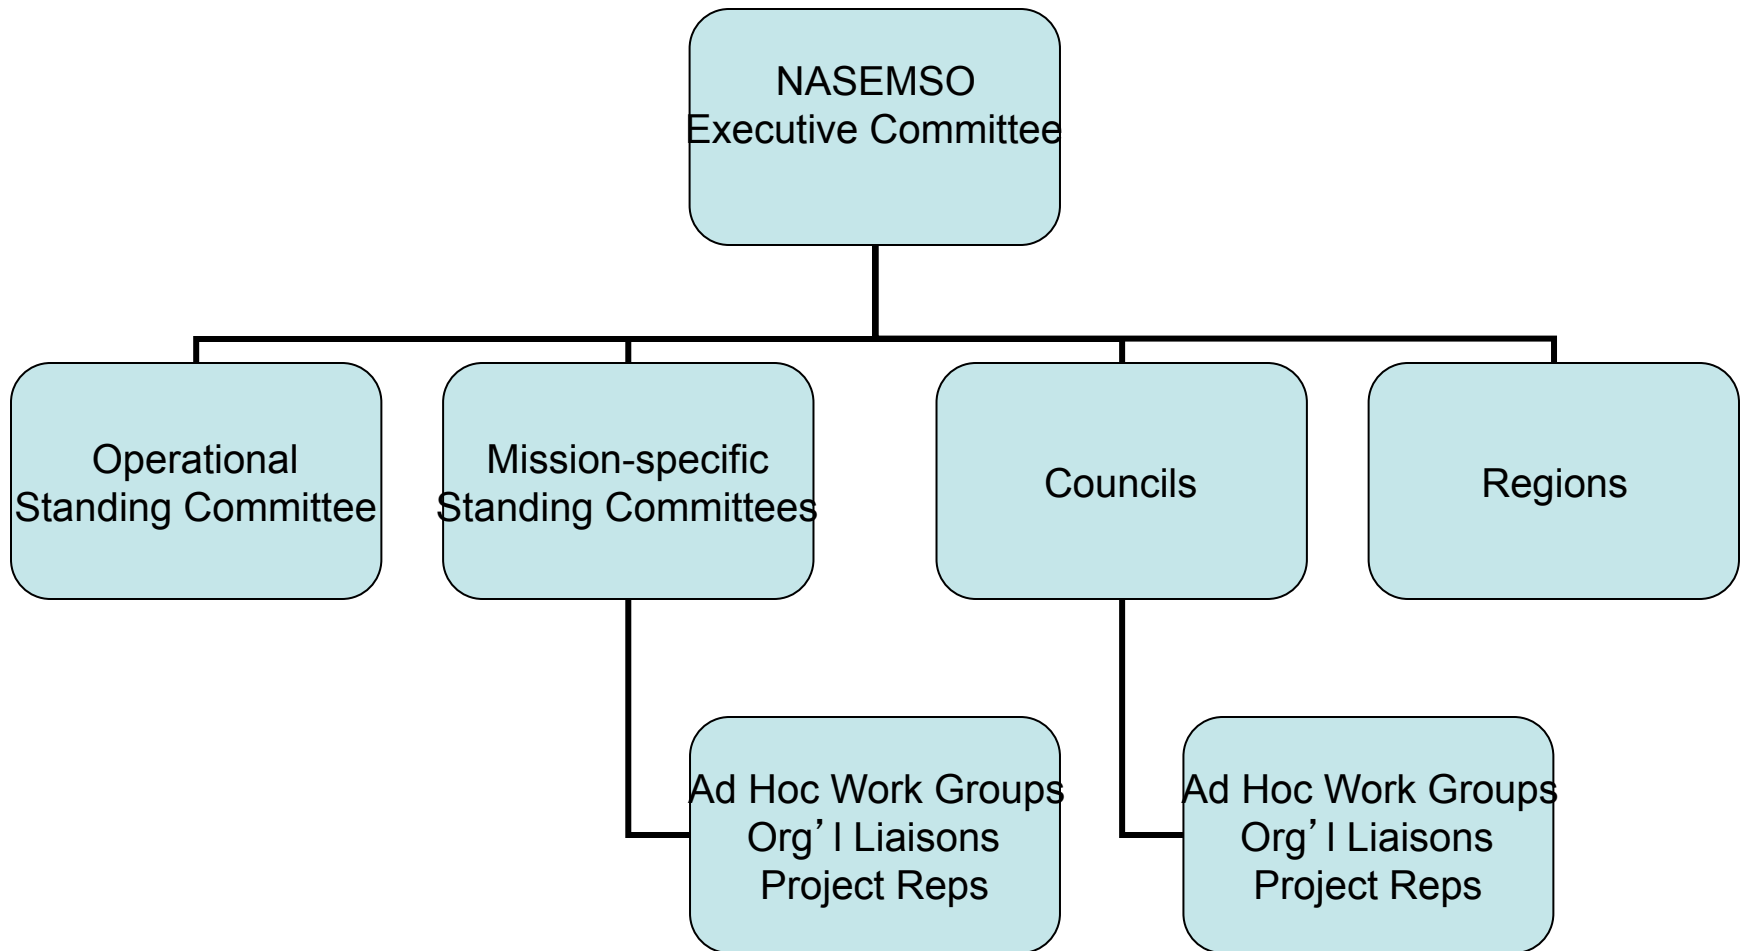 NASEMSO
Executive Committee
Operational
Standing Committee
Mission-specific
Standing Committees
Councils
Regions
Ad Hoc Work Groups
Org’l Liaisons
Project Reps
Ad Hoc Work Groups
Org’l Liaisons
Project Reps